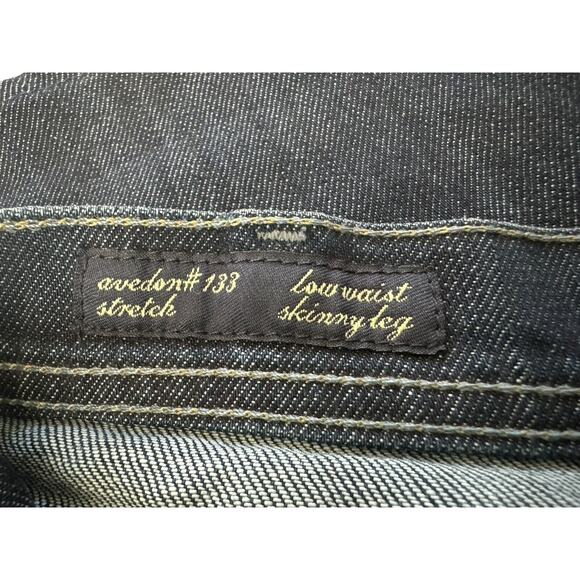 avedon# 133
stretch
low waist
skinny leg